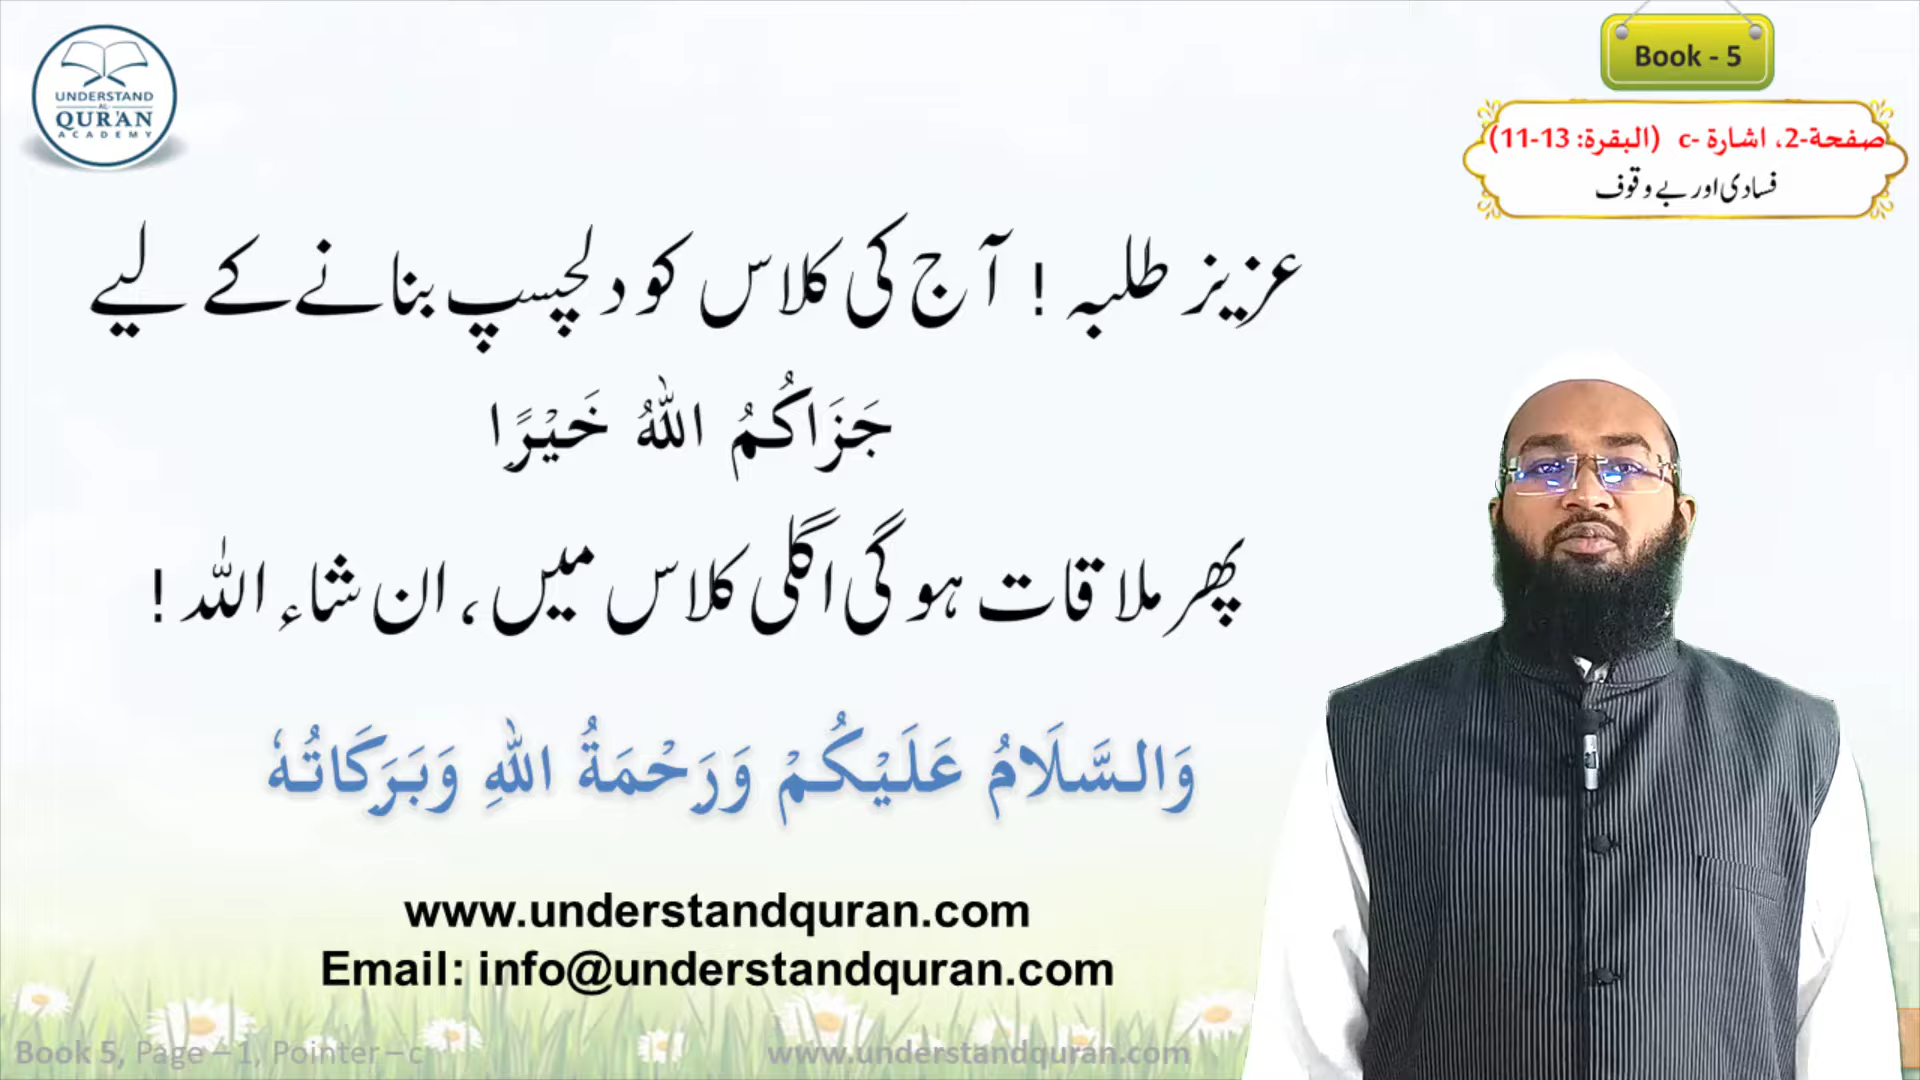 UNDERSTAND
AL-
QUR'AN
ACADEMY
Book - 5
صفحة-2، اشارة -c (البقرة: 13-11)
فسادی اور بے وقوف
عزیز طلبہ ! آج کی کلاس کو دلچسپ بنانے کے لیے
جَزَاكُمُ اللّٰهُ خَيْرًا
پھر ملاقات ہوگی اگلی کلاس میں، ان شاء اللہ !
وَالسَّلَامُ عَلَيْكُمْ وَرَحْمَةُ اللّٰهِ وَبَرَكَاتُهٗ
www.understandquran.com
Email: info@understandquran.com
Book 5, Page – 1, Pointer – c
www.understandquran.com